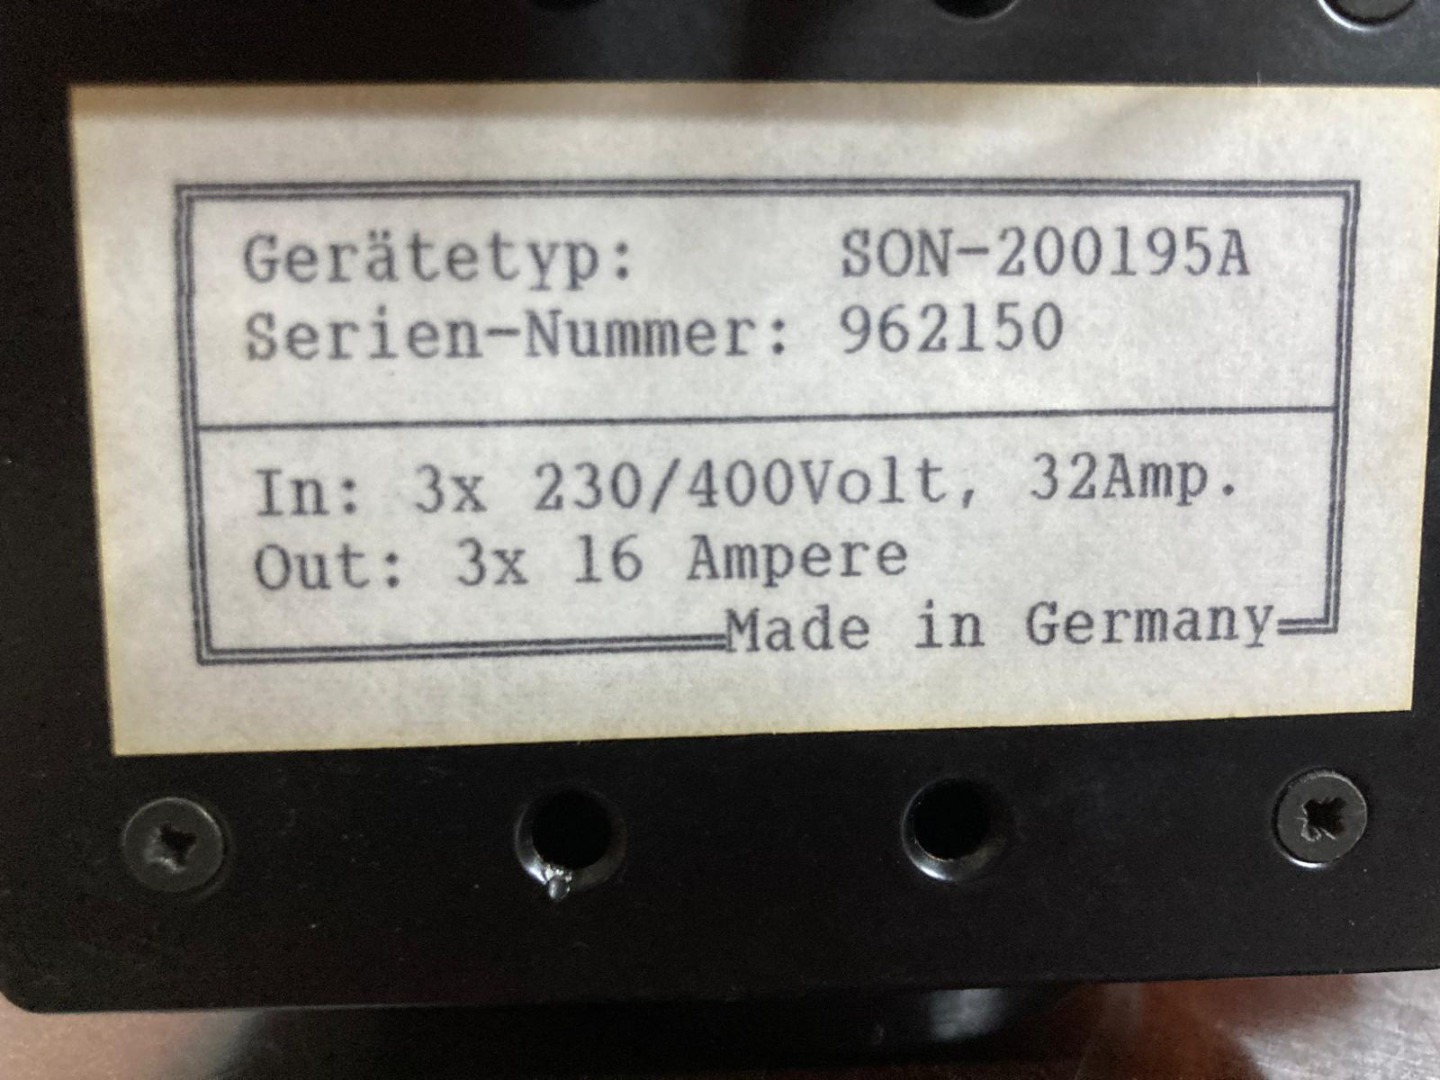 Gerätetyp: SON-200195A
Serien-Nummer: 962150
In: 3x 230/400Volt, 32Amp.
Out: 3x 16 Ampere
Made in Germany